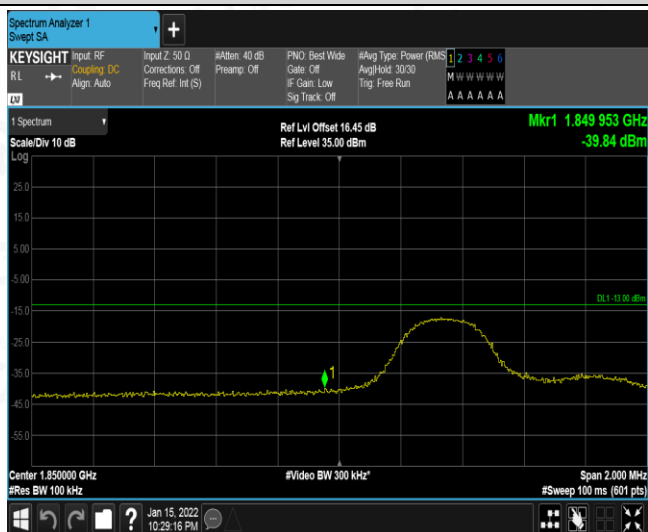 Spectrum Analyzer 1
Swept SA
+
KEYSIGHT
RL
LXI
Input: RF
Coupling: DC
Align: Auto
Input Z: 50 Ω
Corrections: Off
Freq Ref: Int (S)
#Atten: 40 dB
Preamp: Off
PNO: Best Wide
Gate: Off
IF Gain: Low
Sig Track: Off
#Avg Type: Power (RMS
Avg|Hold: 30/30
Trig: Free Run
1 2 3 4 5 6
M W W W W W
A A A A A A
1 Spectrum
Scale/Div 10 dB
Ref Lvl Offset 16.45 dB
Ref Level 35.00 dBm
Mkr1 1.849 953 GHz
-39.84 dBm
Log
25.0
15.0
5.00
-5.00
DL1 -13.00 dBm
-15.0
-25.0
-35.0
1
-45.0
-55.0
Center 1.850000 GHz
#Video BW 300 kHz*
Span 2.000 MHz
#Res BW 100 kHz
#Sweep 100 ms (601 pts)
?
Jan 15, 2022
10:29:16 PM